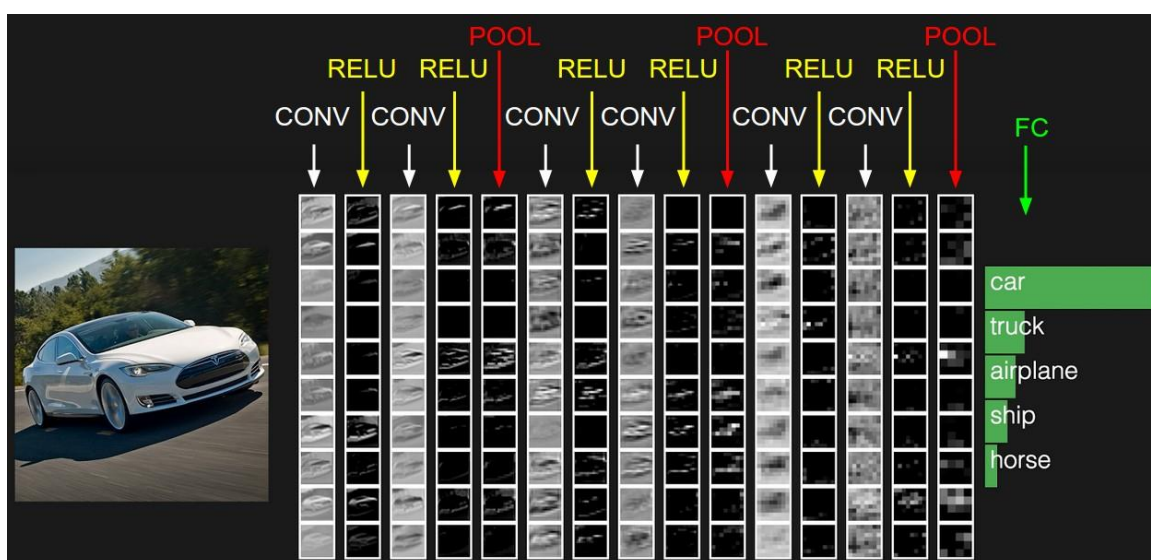 POOL POOL POOL
RELU RELU RELU RELU RELU RELU
CONV CONV CONV CONV CONV CONV
FC
car
truck
airplane
ship
horse